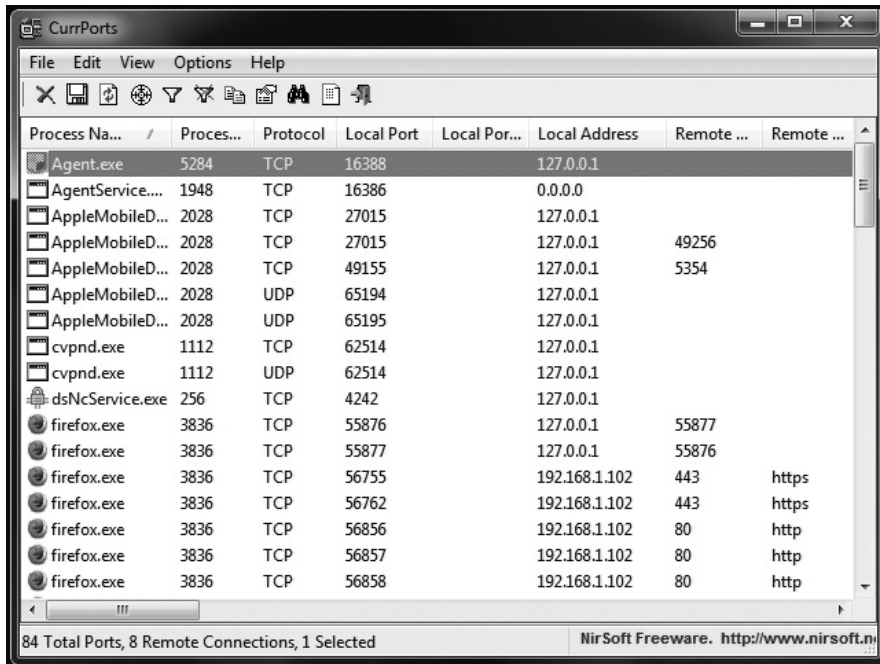 CurrPorts
File Edit View Options Help
Process Na... / Proces... Protocol Local Port Local Por... Local Address Remote ... Remote ...
Agent.exe 5284 TCP 16388 127.0.0.1
AgentService.... 1948 TCP 16386 0.0.0.0
AppleMobileD... 2028 TCP 27015 127.0.0.1
AppleMobileD... 2028 TCP 27015 127.0.0.1 49256
AppleMobileD... 2028 TCP 49155 127.0.0.1 5354
AppleMobileD... 2028 UDP 65194 127.0.0.1
AppleMobileD... 2028 UDP 65195 127.0.0.1
cvpnd.exe 1112 TCP 62514 127.0.0.1
cvpnd.exe 1112 UDP 62514 127.0.0.1
dsNcService.exe 256 TCP 4242 127.0.0.1
firefox.exe 3836 TCP 55876 127.0.0.1 55877
firefox.exe 3836 TCP 55877 127.0.0.1 55876
firefox.exe 3836 TCP 56755 192.168.1.102 443 https
firefox.exe 3836 TCP 56762 192.168.1.102 443 https
firefox.exe 3836 TCP 56856 192.168.1.102 80 http
firefox.exe 3836 TCP 56857 192.168.1.102 80 http
firefox.exe 3836 TCP 56858 192.168.1.102 80 http
84 Total Ports, 8 Remote Connections, 1 Selected NirSoft Freeware. http://www.nirsoft.n